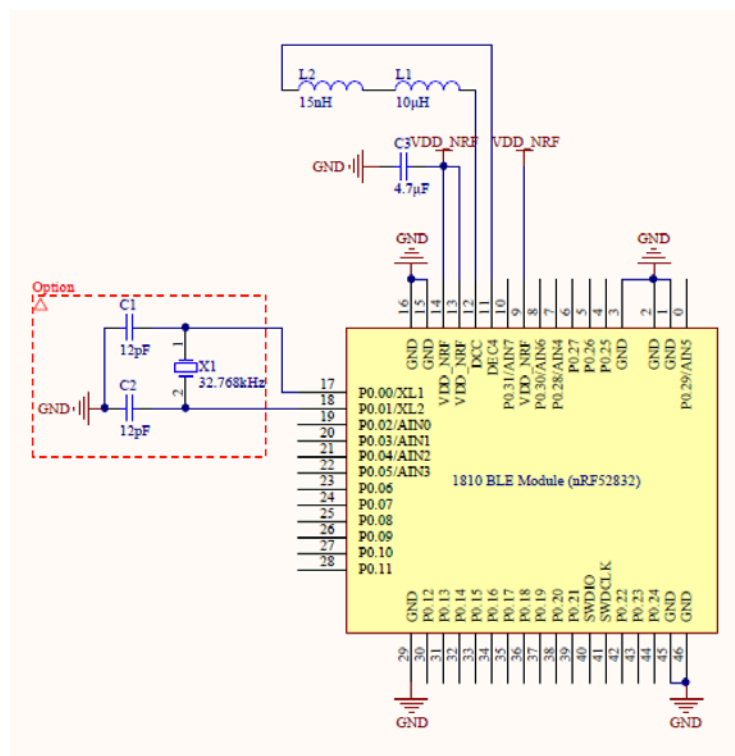 L2
L1
15nH
10μH
C3
VDD_NRF
VDD_NRF
GND
4.7μF
GND
GND
Option
C1
12pF
1
X1
32.768kHz
2
C2
GND
12pF
16
15
14
13
12
11
10
9
8
7
6
5
4
3
2
1
0
GND
GND
VDD_NRF
VDD_NRF
DCC
DEC4
P0.31/AIN7
VDD_NRF
P0.30/AIN6
P0.28/AIN4
P0.27
P0.26
P0.25
GND
GND
GND
P0.29/AIN5
17 P0.00/XL1
18 P0.01/XL2
19 P0.02/AIN0
20 P0.03/AIN1
21 P0.04/AIN2
22 P0.05/AIN3
23 P0.06
24 P0.07
25 P0.08
26 P0.09
27 P0.10
28 P0.11
1810 BLE Module (nRF52832)
GND
P0.12
P0.13
P0.14
P0.15
P0.16
P0.17
P0.18
P0.19
P0.20
P0.21
SWDIO
SWDCLK
P0.22
P0.23
P0.24
GND
GND
29
30
31
32
33
34
35
36
37
38
39
40
41
42
43
44
45
46
GND
GND